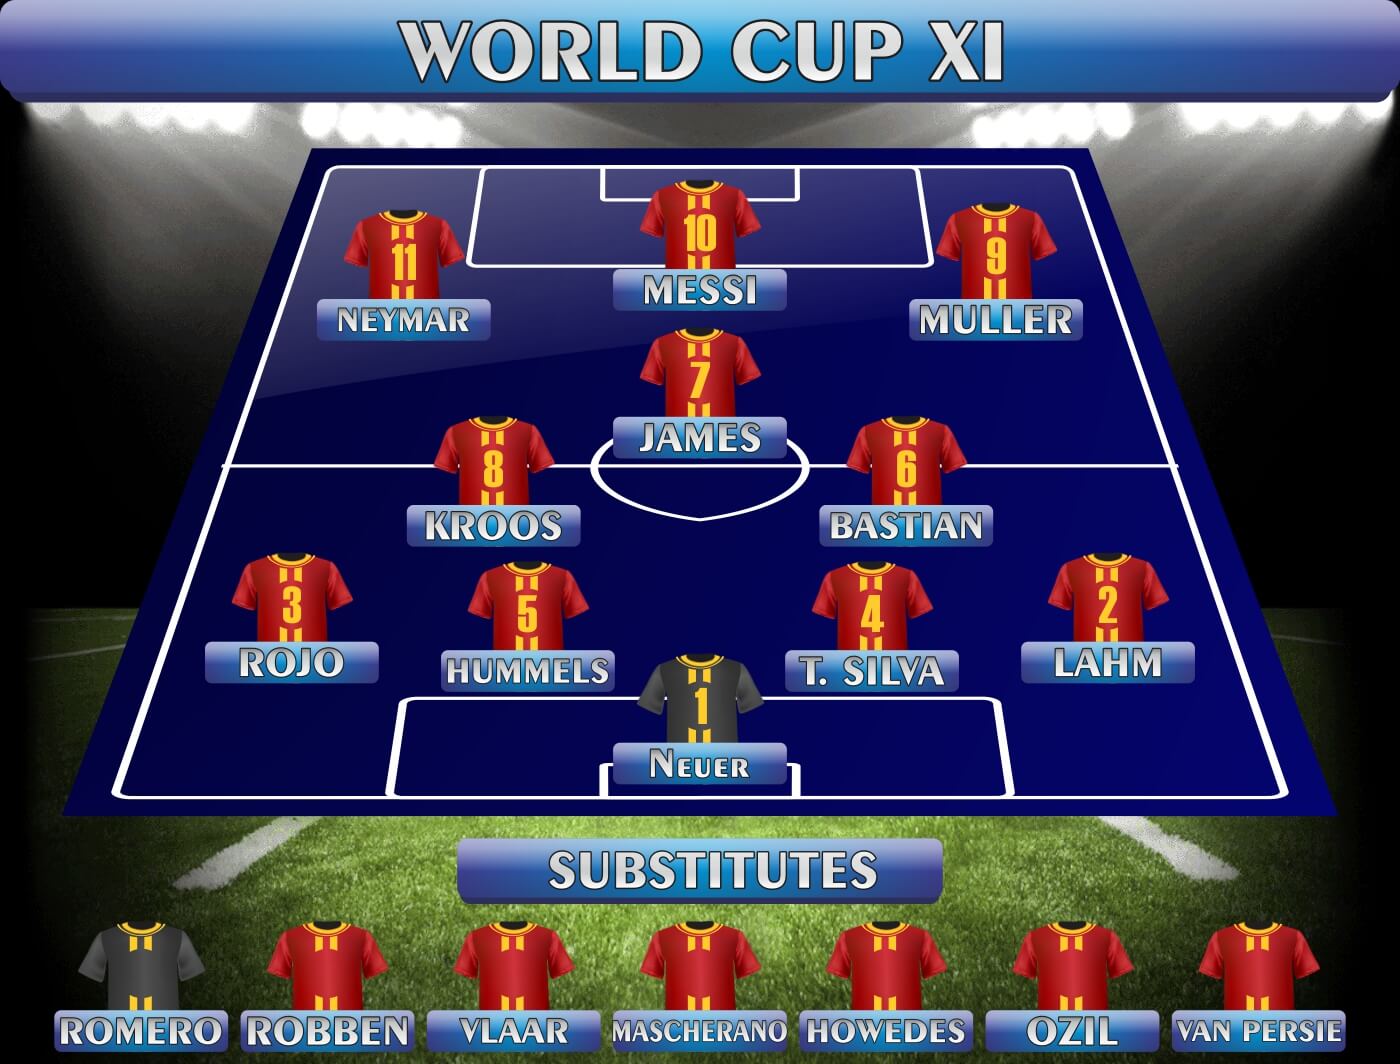 WORLD CUP XI
10
MESSI
11
NEYMAR
9
MULLER
7
JAMES
8
KROOS
6
BASTIAN
3
ROJO
5
HUMMELS
4
T. SILVA
2
LAHM
1
NEUER
SUBSTITUTES
ROMERO ROBBEN VLAAR MASCHERANO HOWEDES OZIL VAN PERSIE